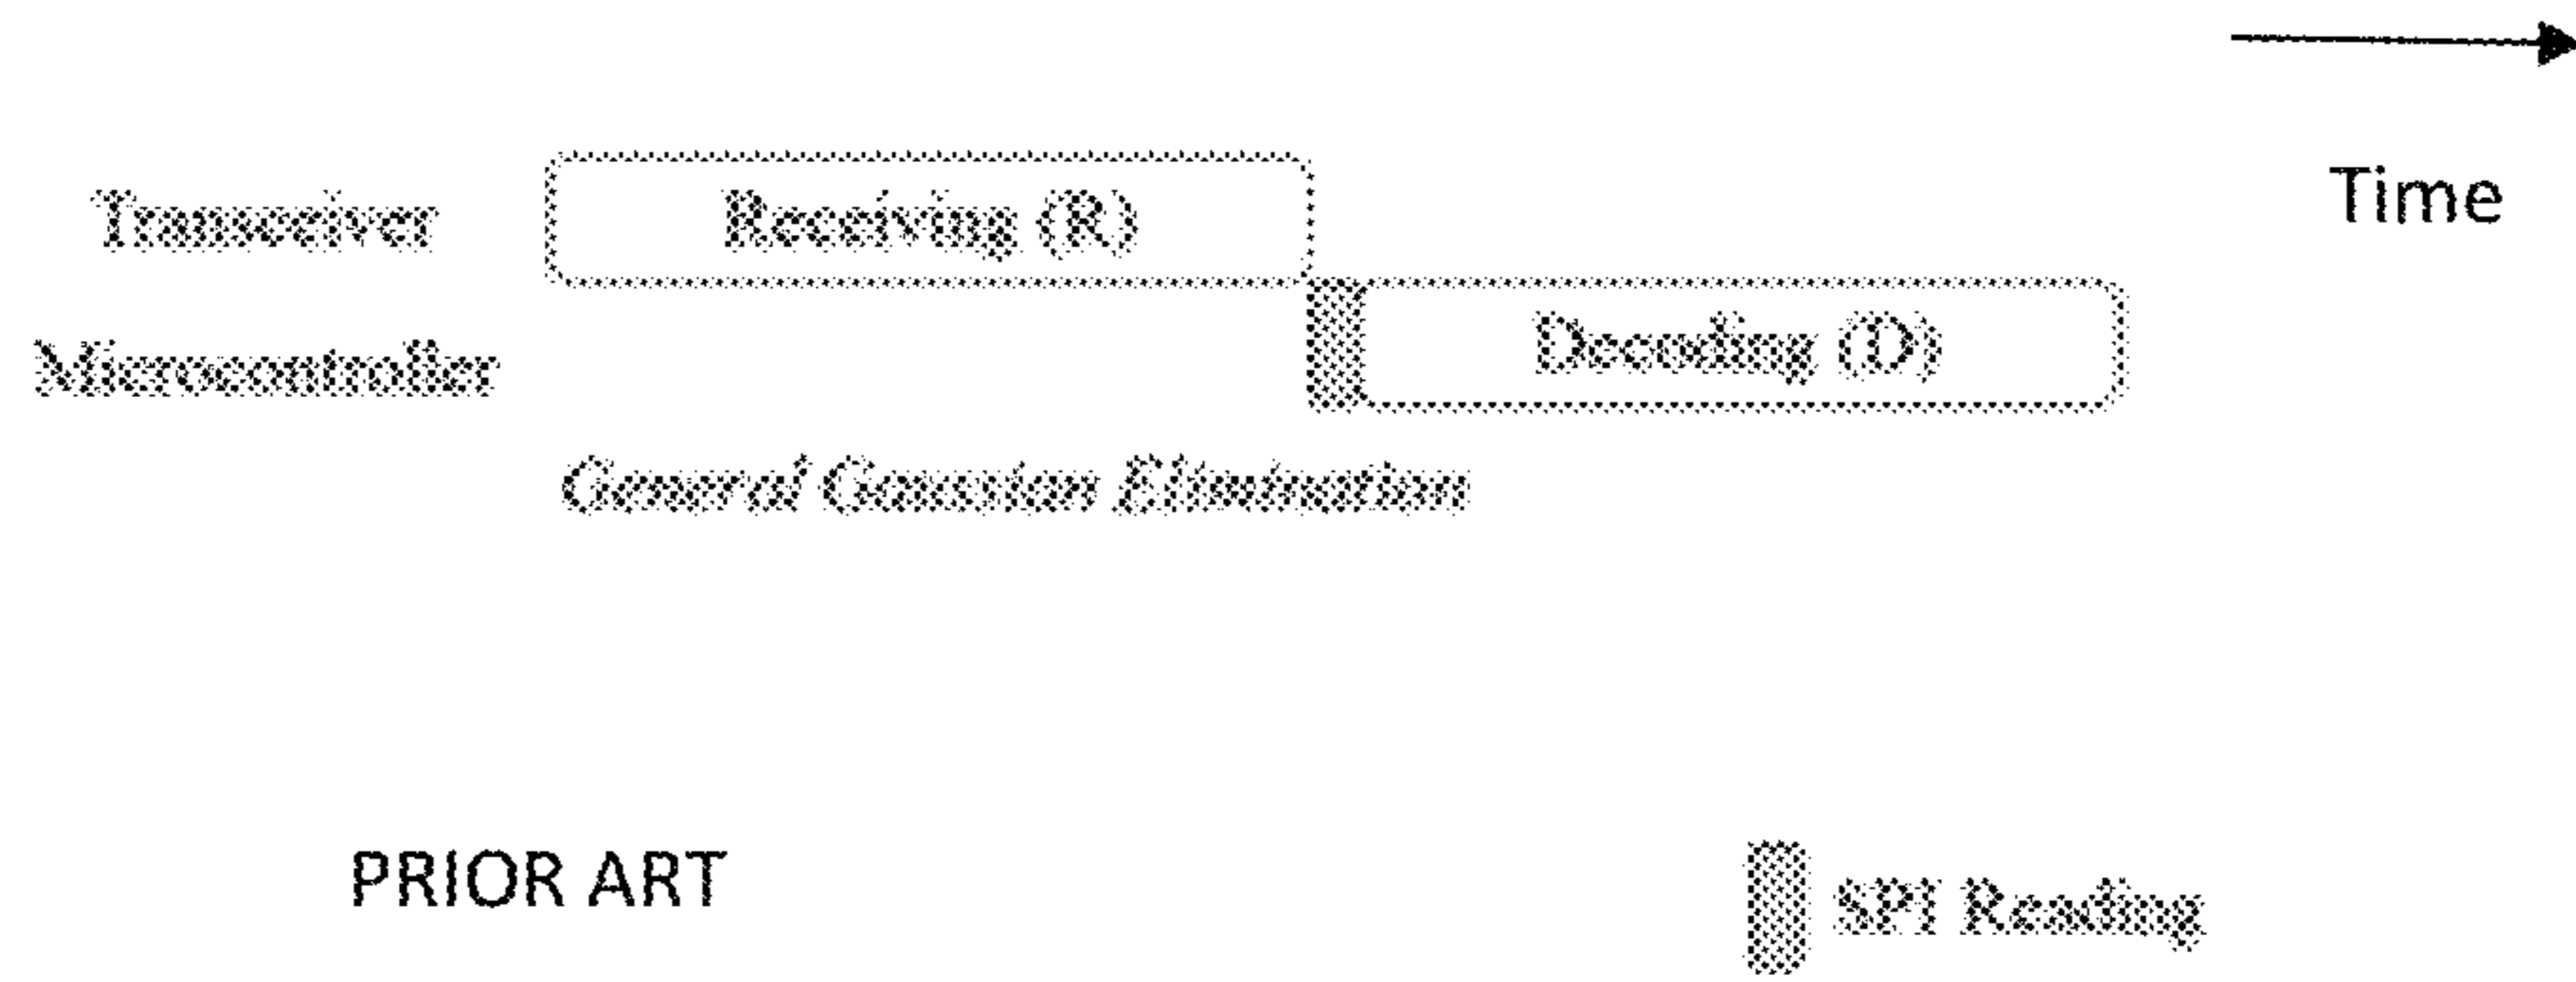 Time
Transceiver
Receiving (R)
Microcontroller
Decoding (D)
General Gaussian Elimination
PRIOR ART
SPI Reading